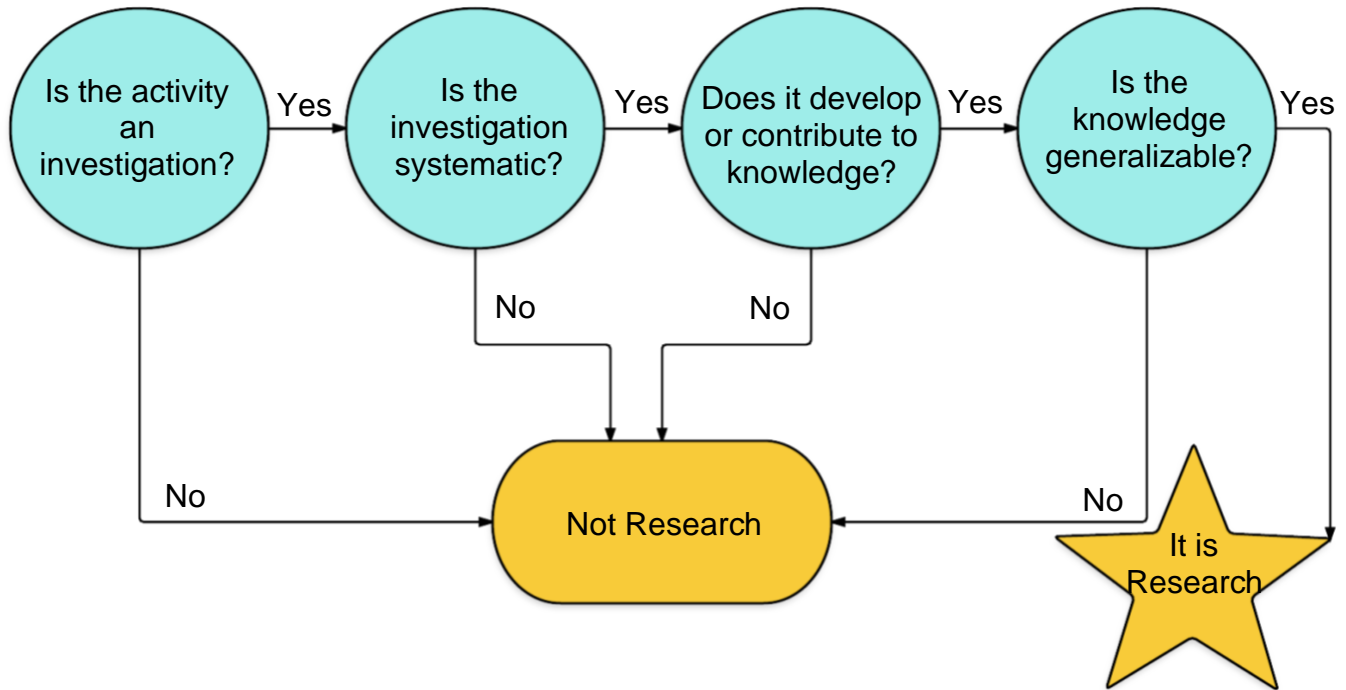 Is the activity
an
investigation?
Yes
Is the
investigation
systematic?
Yes
Does it develop
or contribute to
knowledge?
Yes
Is the
knowledge
generalizable?
Yes
No
No
No
No
Not Research
It is
Research